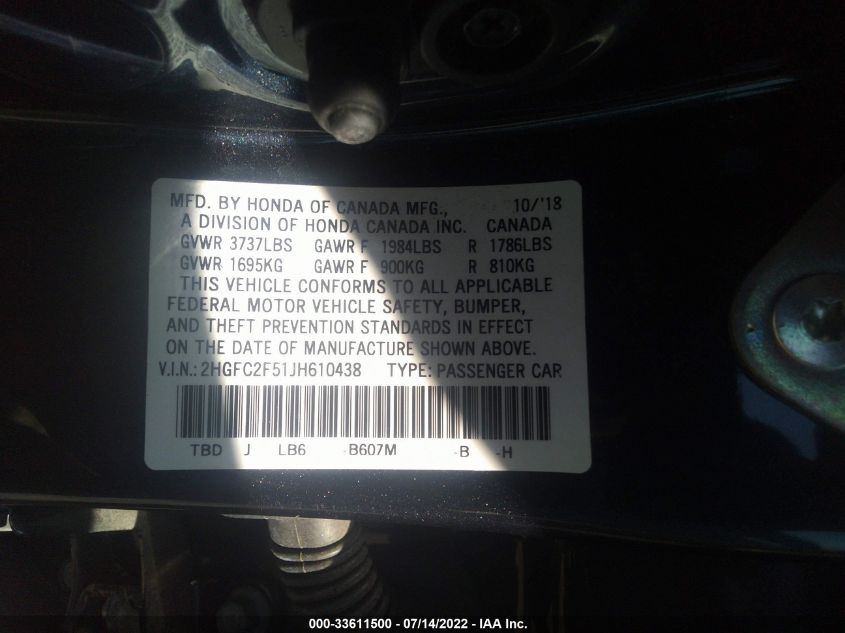 MFD. BY HONDA OF CANADA MFG., 10/'18
A DIVISION OF HONDA CANADA INC. CANADA
GVWR 3737LBS GAWR F 1984LBS R 1786LBS
GVWR 1695KG GAWR F 900KG R 810KG
THIS VEHICLE CONFORMS TO ALL APPLICABLE
FEDERAL MOTOR VEHICLE SAFETY, BUMPER,
AND THEFT PREVENTION STANDARDS IN EFFECT
ON THE DATE OF MANUFACTURE SHOWN ABOVE.
V.I.N.: 2HGFC2F51JH610438 TYPE: PASSENGER CAR
TBD J LB6 -B607M -B -H
000-33611500 - 07/14/2022 - IAA Inc.